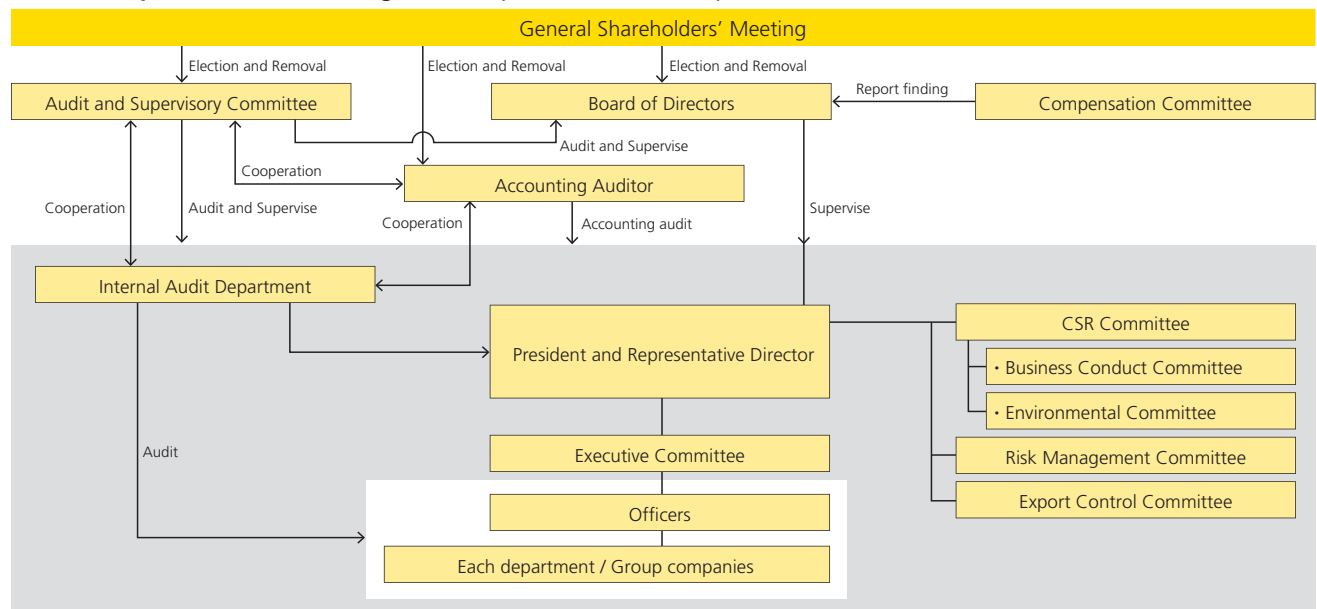 General Shareholders’ Meeting
Election and Removal
Election and Removal
Election and Removal
Audit and Supervisory Committee
Board of Directors
Report finding
Compensation Committee
Audit and Supervise
Cooperation
Accounting Auditor
Cooperation
Audit and Supervise
Cooperation
Accounting audit
Supervise
Internal Audit Department
President and Representative Director
CSR Committee
・Business Conduct Committee
・Environmental Committee
Audit
Executive Committee
Risk Management Committee
Export Control Committee
Officers
Each department / Group companies